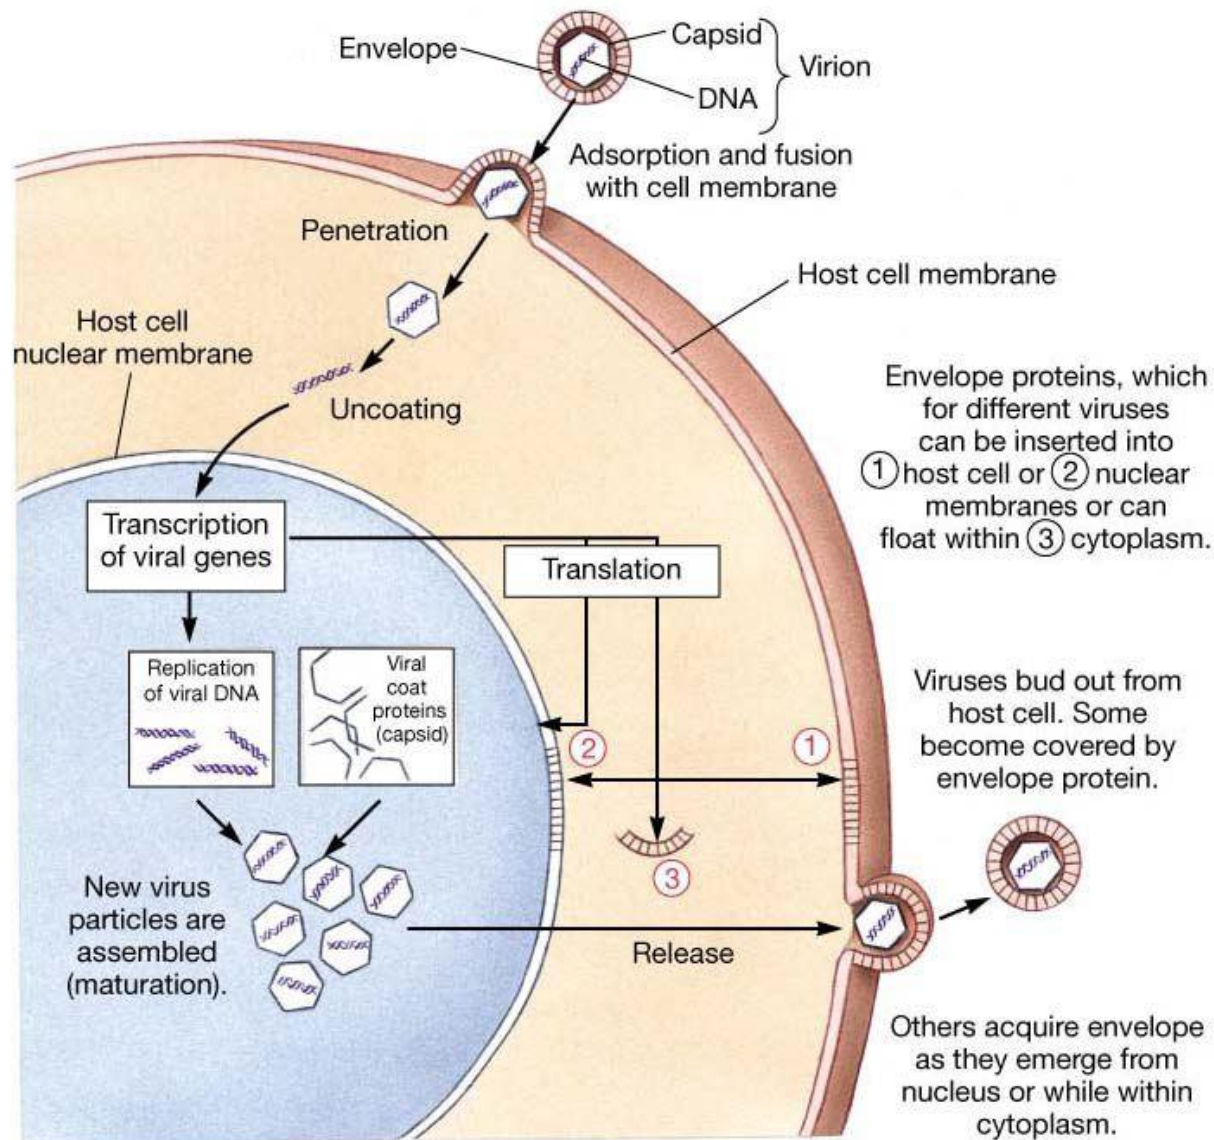 Envelope
Capsid
DNA
Virion
Adsorption and fusion
with cell membrane
Penetration
Host cell membrane
Host cell
nuclear membrane
Uncoating
Envelope proteins, which
for different viruses
can be inserted into
① host cell or ② nuclear
membranes or can
float within ③ cytoplasm.
Transcription
of viral genes
Translation
Replication
of viral DNA
Viral
coat
proteins
(capsid)
②
①
③
Viruses bud out from
host cell. Some
become covered by
envelope protein.
New virus
particles are
assembled
(maturation).
Release
Others acquire envelope
as they emerge from
nucleus or while within
cytoplasm.